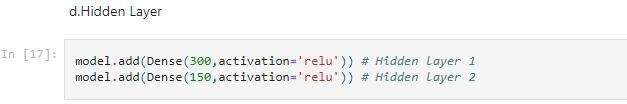 d.Hidden Layer
In [17]:
model.add(Dense(300,activation='relu')) # Hidden layer 1
model.add(Dense(150,activation='relu')) # Hidden layer 2